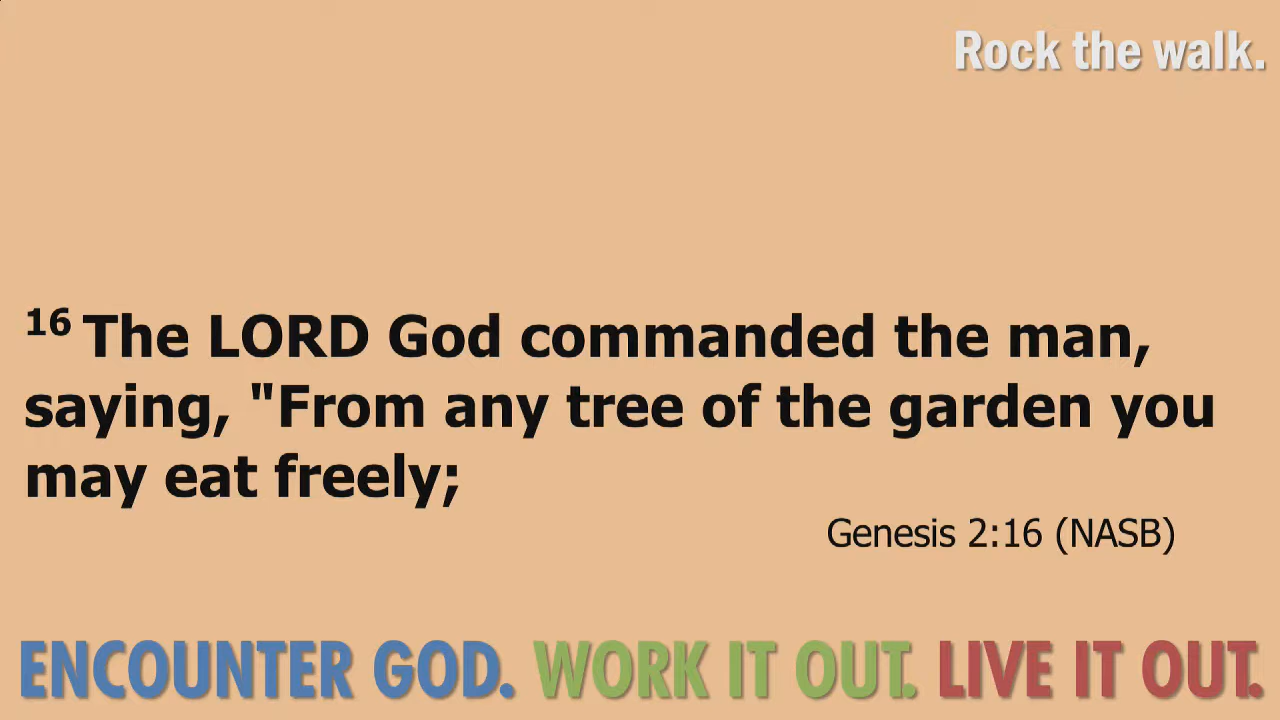 Rock the walk.
16 The LORD God commanded the man,
saying, "From any tree of the garden you
may eat freely;
Genesis 2:16 (NASB)
ENCOUNTER GOD. WORK IT OUT. LIVE IT OUT.